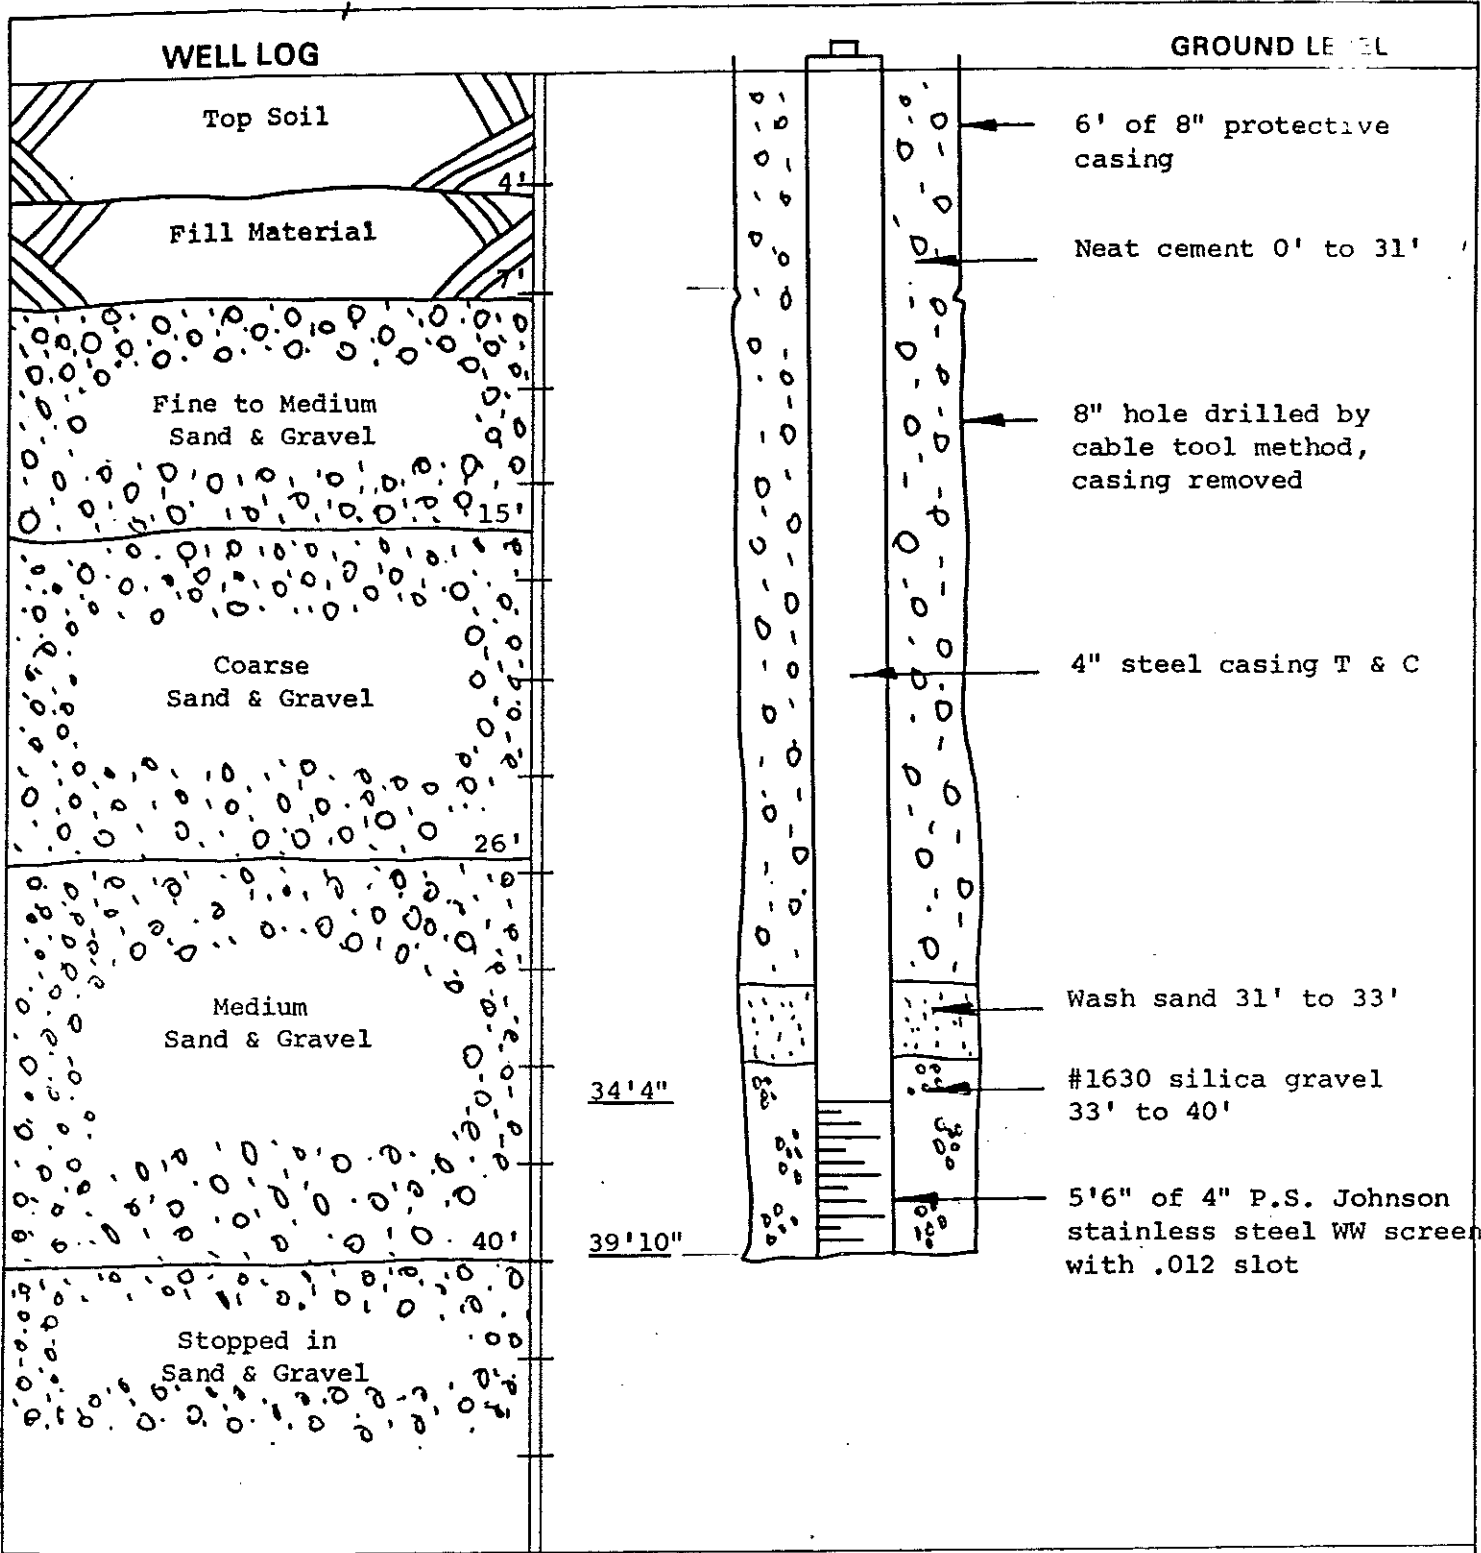 WELL LOG
GROUND LE EL
Top Soil
4'
Fill Material
7'
Fine to Medium
Sand & Gravel
15'
Coarse
Sand & Gravel
26'
Medium
Sand & Gravel
40'
Stopped in
Sand & Gravel
34'4"
39'10"
6' of 8" protective
casing
Neat cement 0' to 31'
8" hole drilled by
cable tool method,
casing removed
4" steel casing T & C
Wash sand 31' to 33'
#1630 silica gravel
33' to 40'
5'6" of 4" P.S. Johnson
stainless steel WW screen
with .012 slot